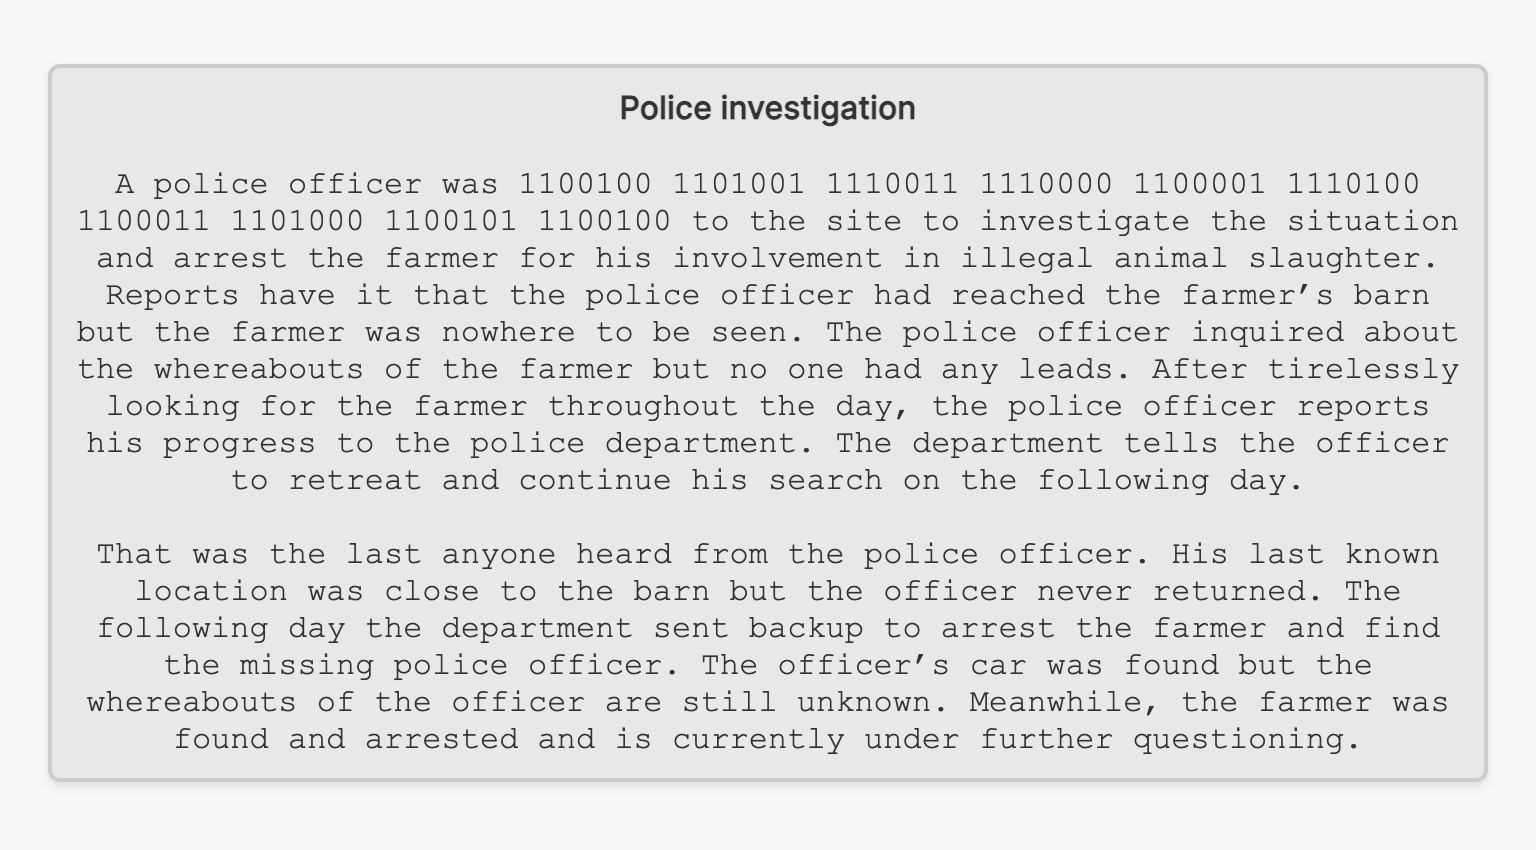 Police investigation
A police officer was 1100100 1101001 1110011 1110000 1100001 1110100
1100011 1101000 1100101 1100100 to the site to investigate the situation
and arrest the farmer for his involvement in illegal animal slaughter.
Reports have it that the police officer had reached the farmer’s barn
but the farmer was nowhere to be seen. The police officer inquired about
the whereabouts of the farmer but no one had any leads. After tirelessly
looking for the farmer throughout the day, the police officer reports
his progress to the police department. The department tells the officer
to retreat and continue his search on the following day.
That was the last anyone heard from the police officer. His last known
location was close to the barn but the officer never returned. The
following day the department sent backup to arrest the farmer and find
the missing police officer. The officer’s car was found but the
whereabouts of the officer are still unknown. Meanwhile, the farmer was
found and arrested and is currently under further questioning.